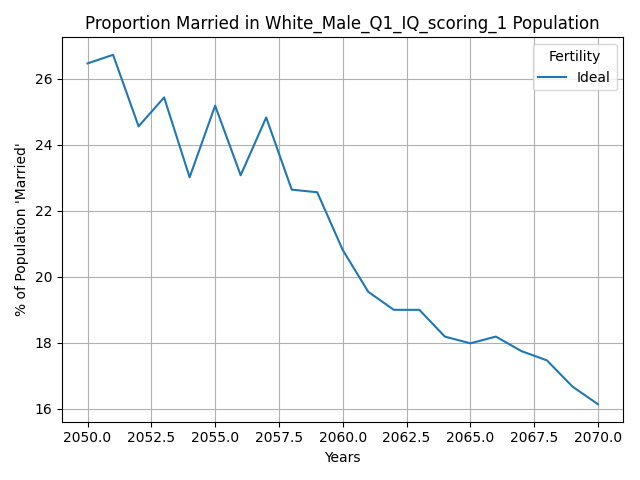 Proportion Married in White_Male_Q1_IQ_scoring_1 Population
Fertility
Ideal
% of Population 'Married'
26
24
22
20
18
16
2050.0 2052.5 2055.0 2057.5 2060.0 2062.5 2065.0 2067.5 2070.0
Years